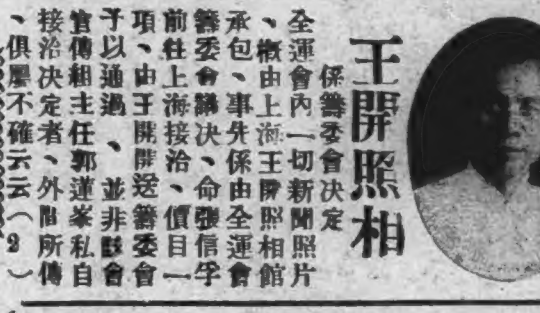 王開照相
係籌委會決定
全運會內一切新聞照片
、槪由上海王開照相館
承包、事先係由全運會
籌委會議決、命張信孚
前往上海接洽、價目一
項、由王開開送籌委會
予以通過、並非該會
宣傳組主任郭蓮峯私自
接洽決定者、外間所傳
、俱屬不確云云(2)